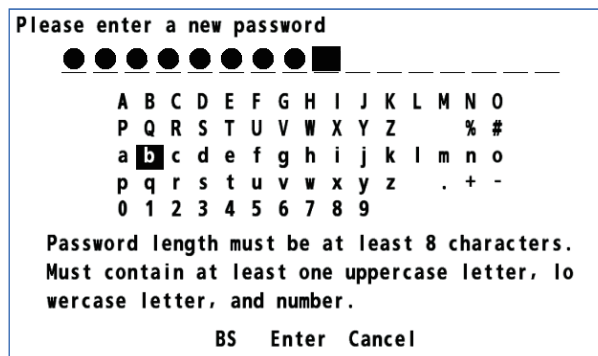 Please enter a new password
A B C D E F G H I J K L M N O
P Q R S T U V W X Y Z % #
a b c d e f g h i j k l m n o
p q r s t u v w x y z . + -
0 1 2 3 4 5 6 7 8 9
Password length must be at least 8 characters.
Must contain at least one uppercase letter, lo
wercase letter, and number.
BS Enter Cancel